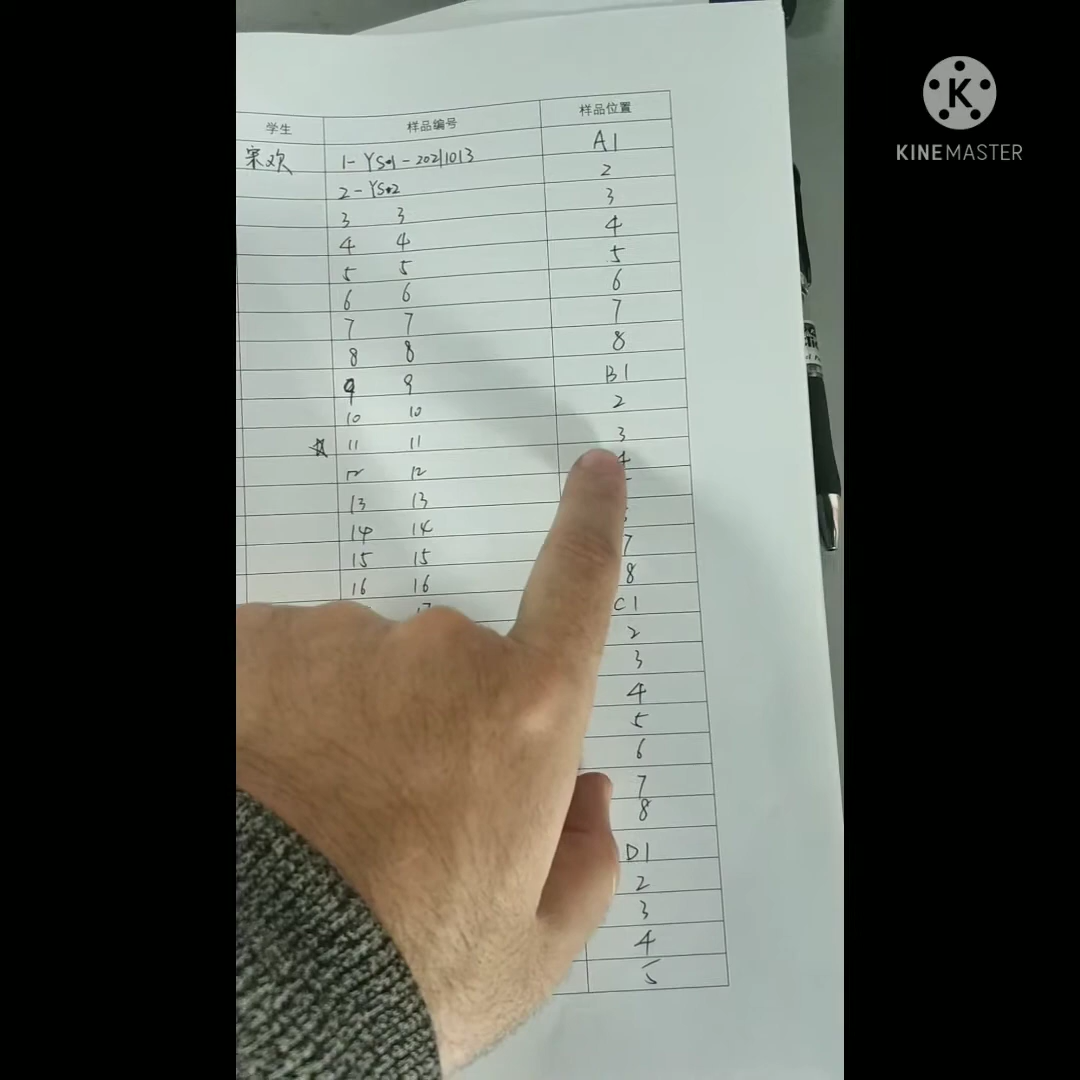 学生 样品编号 样品位置
宋欢 1- YS01 - 20211013 A1
2 - YS02 2
3 3 3
4 4 4
5 5 5
6 6 6
7 7 7
8 8 8
9 9 B1
10 10 2
☆ 11 11 3
12 12 4
13 13
14 14
15 15 7
16 16 8
17 C1
2
3
4
5
6
7
8
D1
2
3
4
5
K
KINEMASTER